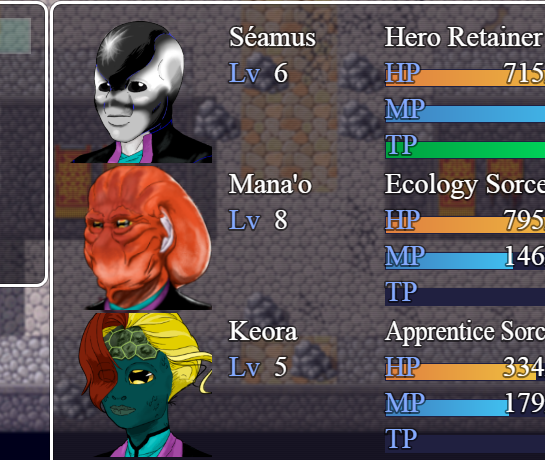 Séamus Hero Retainer
Lv 6 HP 715
MP
TP
Mana'o Ecology Sorce
Lv 8 HP 795
MP 146
TP
Keora Apprentice Sorc
Lv 5 HP 334
MP 179
TP